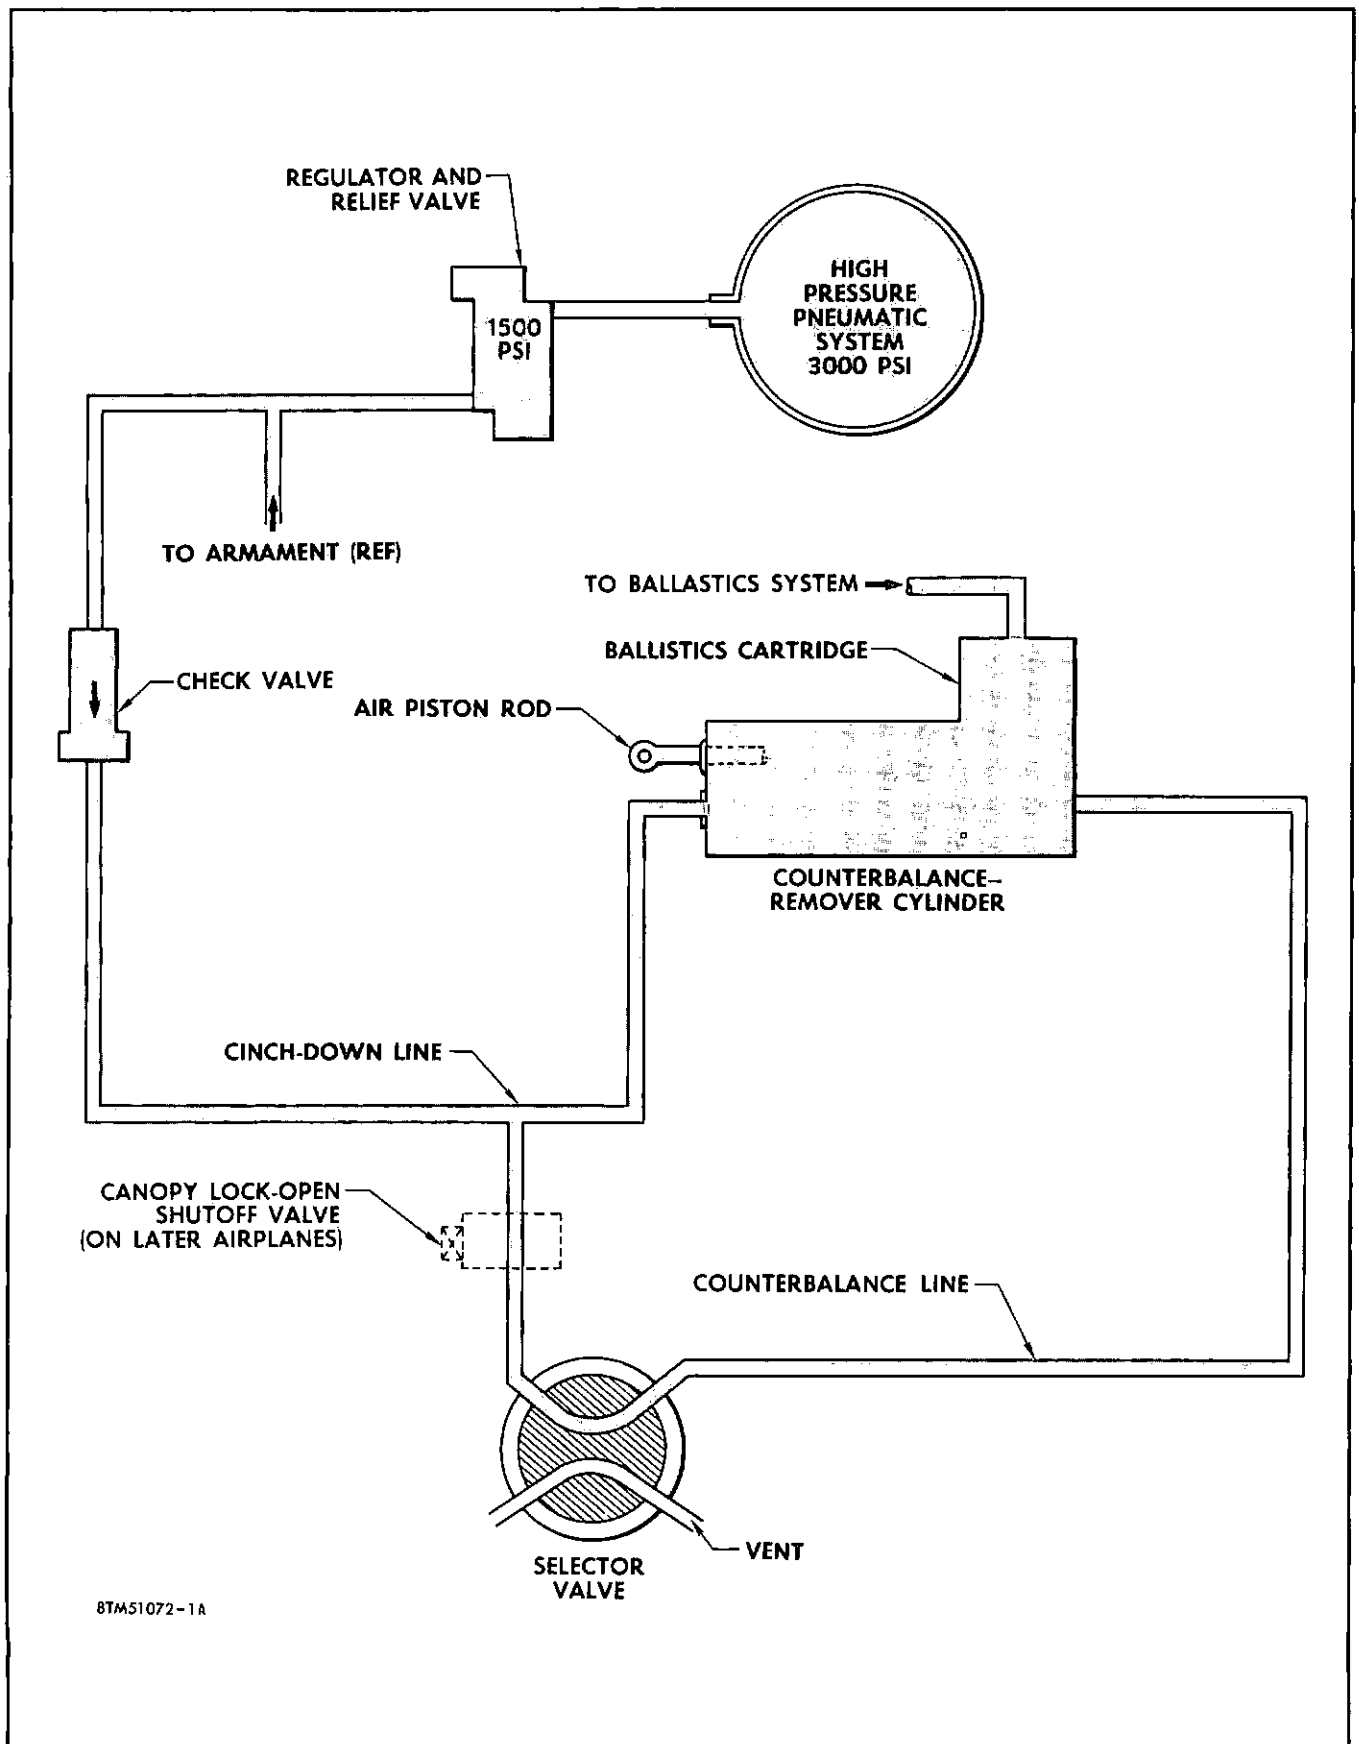 REGULATOR AND
RELIEF VALVE
HIGH
PRESSURE
PNEUMATIC
SYSTEM
3000 PSI
1500
PSI
TO ARMAMENT (REF)
TO BALLASTICS SYSTEM
BALLISTICS CARTRIDGE
CHECK VALVE
AIR PISTON ROD
COUNTERBALANCE–
REMOVER CYLINDER
CINCH-DOWN LINE
CANOPY LOCK-OPEN
SHUTOFF VALVE
(ON LATER AIRPLANES)
COUNTERBALANCE LINE
VENT
SELECTOR
VALVE
8TM51072-1A